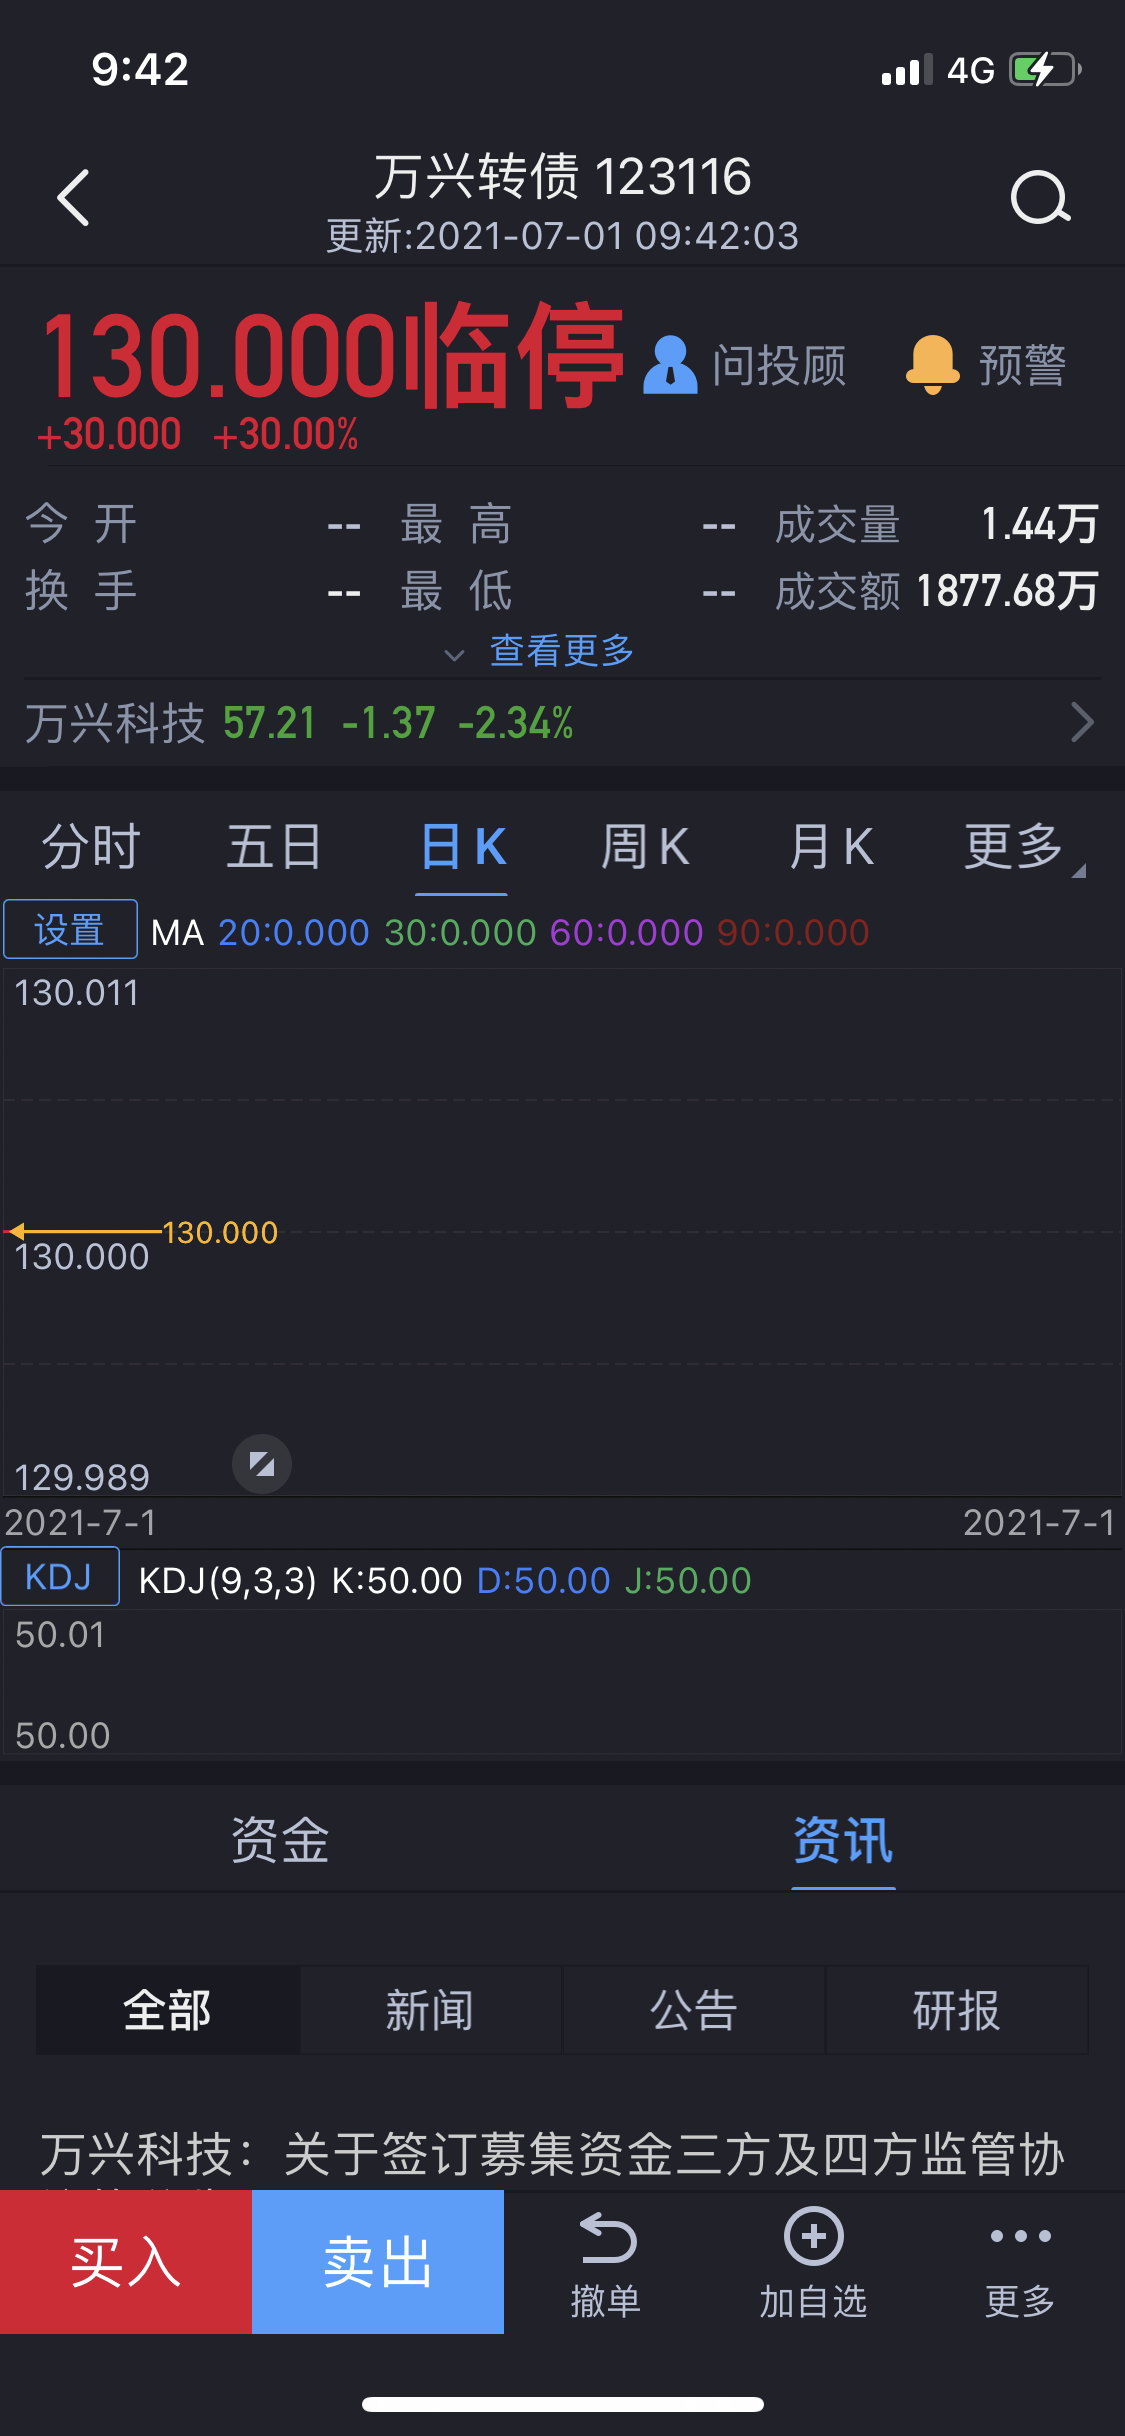 9:42 4G
万兴转债 123116
更新:2021-07-01 09:42:03
130.000临停 问投顾 预警
+30.000 +30.00%
今开 -- 最高 -- 成交量 1.44万
换手 -- 最低 -- 成交额 1877.68万
查看更多
万兴科技 57.21 -1.37 -2.34%
分时 五日 日K 周K 月K 更多
设置 MA 20:0.000 30:0.000 60:0.000 90:0.000
130.011
130.000
130.000
129.989
2021-7-1 2021-7-1
KDJ KDJ(9,3,3) K:50.00 D:50.00 J:50.00
50.01
50.00
资金 资讯
全部 新闻 公告 研报
万兴科技：关于签订募集资金三方及四方监管协
买入 卖出 撤单 加自选 更多